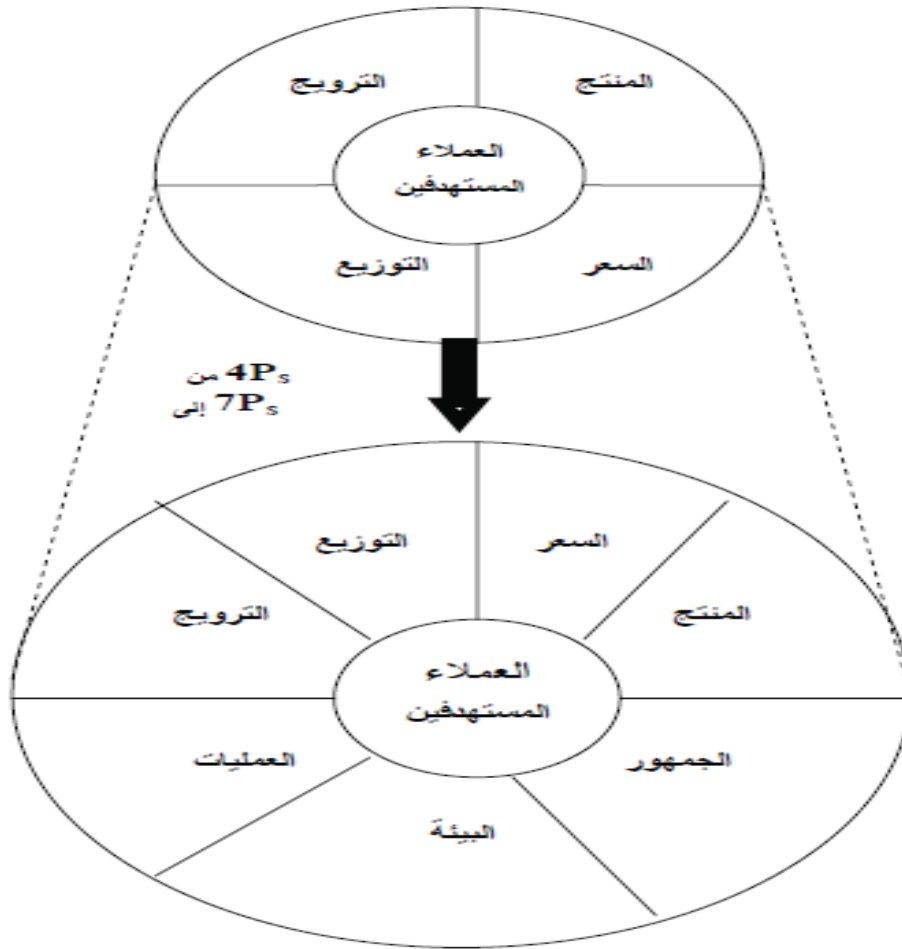 المنتج
الترويج
العملاء
المستهدفين
السعر
التوزيع
من 4Ps
إلى 7Ps
السعر
التوزيع
المنتج
الترويج
العملاء
المستهدفين
الجمهور
العمليات
البيئة